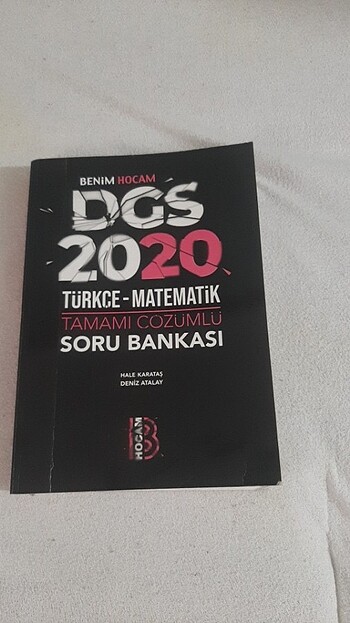 BENİM HOCAM
DGS
2020
TÜRKÇE - MATEMATİK
TAMAMI ÇÖZÜMLÜ
SORU BANKASI
HALE KARATAŞ
DENİZ ATALAY
HOCAM
B